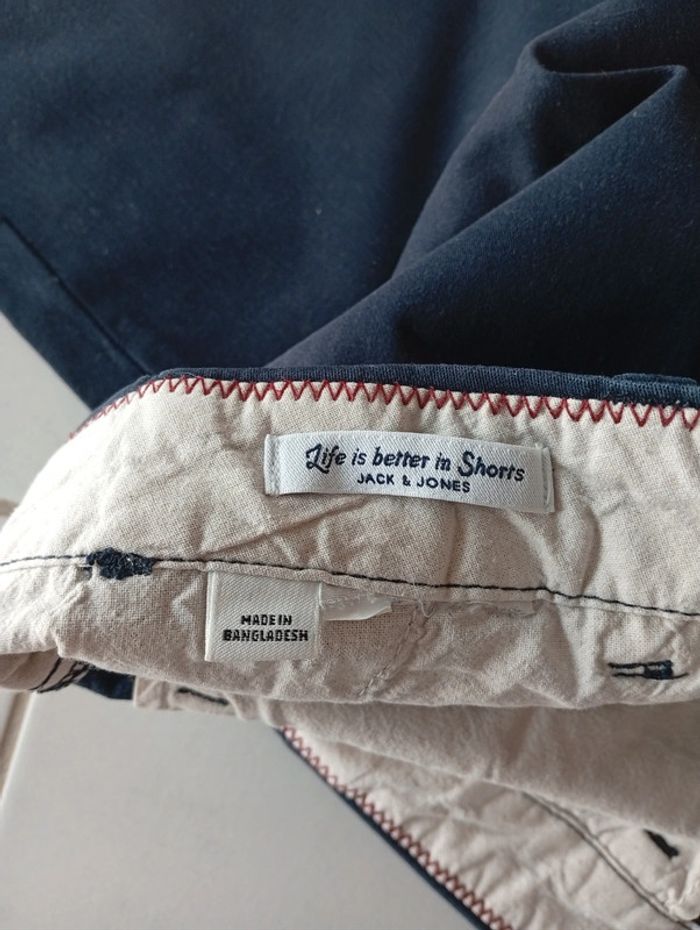 Life is better in Shorts
JACK & JONES
MADE IN
BANGLADESH